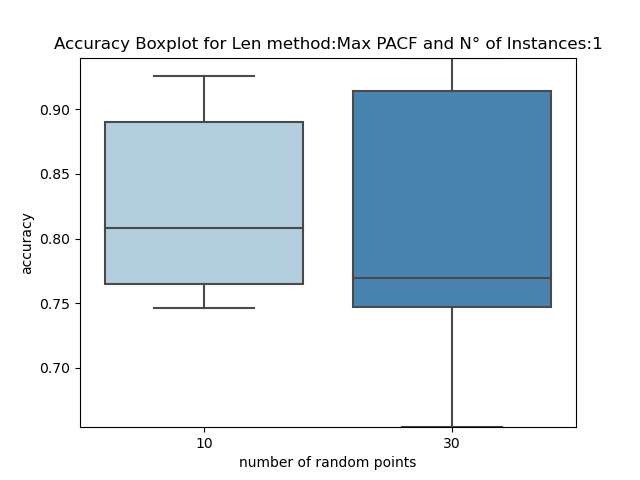 Accuracy Boxplot for Len method:Max PACF and N° of Instances:1
0.90
0.85
0.80
0.75
0.70
accuracy
10
30
number of random points